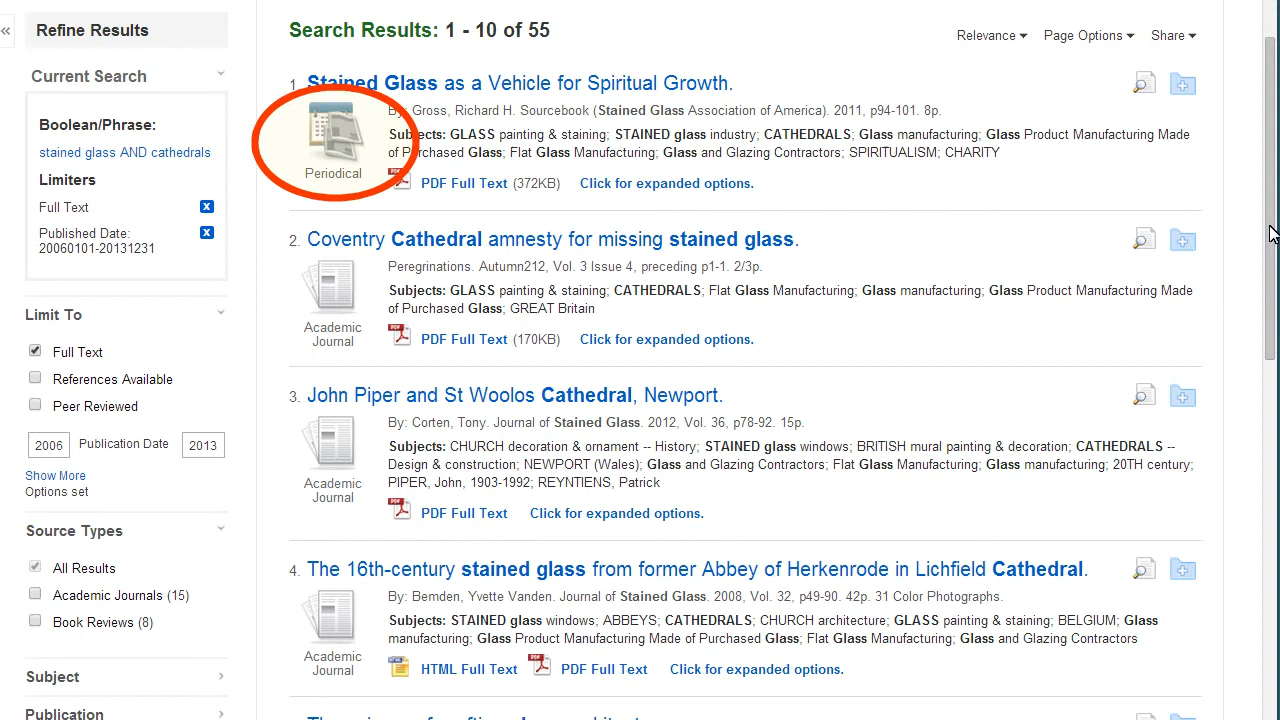 «
Refine Results
Current Search
Boolean/Phrase:
stained glass AND cathedrals
Limiters
Full Text
Published Date:
20060101-20131231
Limit To
Full Text
References Available
Peer Reviewed
2006 Publication Date 2013
Show More
Options set
Source Types
All Results
Academic Journals (15)
Book Reviews (8)
Subject
Publication
Search Results: 1 - 10 of 55
Relevance Page Options Share
1. Stained Glass as a Vehicle for Spiritual Growth.
By: Gross, Richard H. Sourcebook (Stained Glass Association of America). 2011, p94-101. 8p.
Subjects: GLASS painting & staining; STAINED glass industry; CATHEDRALS; Glass manufacturing; Glass Product Manufacturing Made
of Purchased Glass; Flat Glass Manufacturing; Glass and Glazing Contractors; SPIRITUALISM; CHARITY
Periodical
PDF Full Text (372KB) Click for expanded options.
2. Coventry Cathedral amnesty for missing stained glass.
Peregrinations. Autumn212, Vol. 3 Issue 4, preceding p1-1. 2/3p.
Subjects: GLASS painting & staining; CATHEDRALS; Flat Glass Manufacturing; Glass manufacturing; Glass Product Manufacturing Made
of Purchased Glass; GREAT Britain
Academic
Journal
PDF Full Text (170KB) Click for expanded options.
3. John Piper and St Woolos Cathedral, Newport.
By: Corten, Tony. Journal of Stained Glass. 2012, Vol. 36, p78-92. 15p.
Subjects: CHURCH decoration & ornament -- History; STAINED glass windows; BRITISH mural painting & decoration; CATHEDRALS --
Design & construction; NEWPORT (Wales); Glass and Glazing Contractors; Flat Glass Manufacturing; Glass manufacturing; 20TH century;
PIPER, John, 1903-1992; REYNTIENS, Patrick
Academic
Journal
PDF Full Text Click for expanded options.
4. The 16th-century stained glass from former Abbey of Herkenrode in Lichfield Cathedral.
By: Bemden, Yvette Vanden. Journal of Stained Glass. 2008, Vol. 32, p49-90. 42p. 31 Color Photographs.
Subjects: STAINED glass windows; ABBEYS; CATHEDRALS; CHURCH architecture; GLASS painting & staining; BELGIUM; Glass
manufacturing; Glass Product Manufacturing Made of Purchased Glass; Flat Glass Manufacturing; Glass and Glazing Contractors
Academic
Journal
HTML Full Text PDF Full Text Click for expanded options.